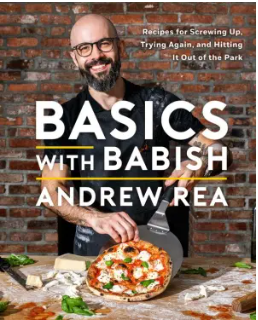 Recipes for Screwing Up,
Trying Again, and Hitting
It Out of the Park
BASICS
WITH BABISH
ANDREW REA